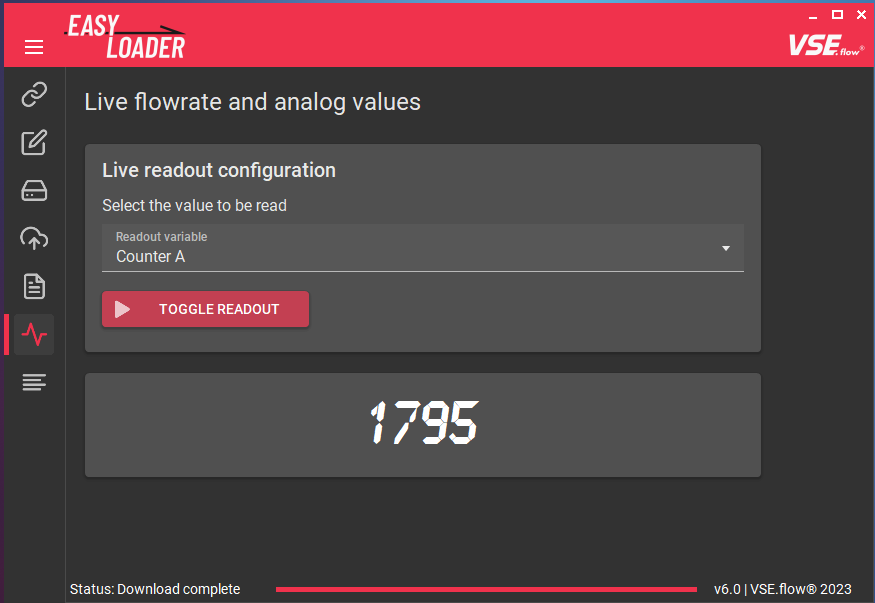 EASY
LOADER
VSE.flow®
Live flowrate and analog values
Live readout configuration
Select the value to be read
Readout variable
Counter A
TOGGLE READOUT
1795
Status: Download complete
v6.0 | VSE.flow® 2023